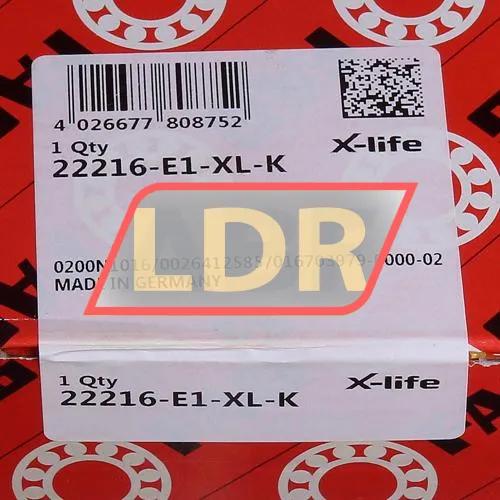 4 026677 808752
1 Qty
X-life
22216-E1-XL-K
LDR
MADE IN GERMANY
1 Qty
X-life
22216-E1-XL-K